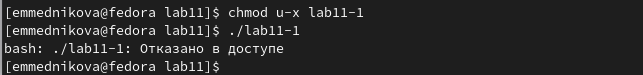 [emmednikova@fedora lab11]$ chmod u-x lab11-1
[emmednikova@fedora lab11]$ ./lab11-1
bash: ./lab11-1: Отказано в доступе
[emmednikova@fedora lab11]$